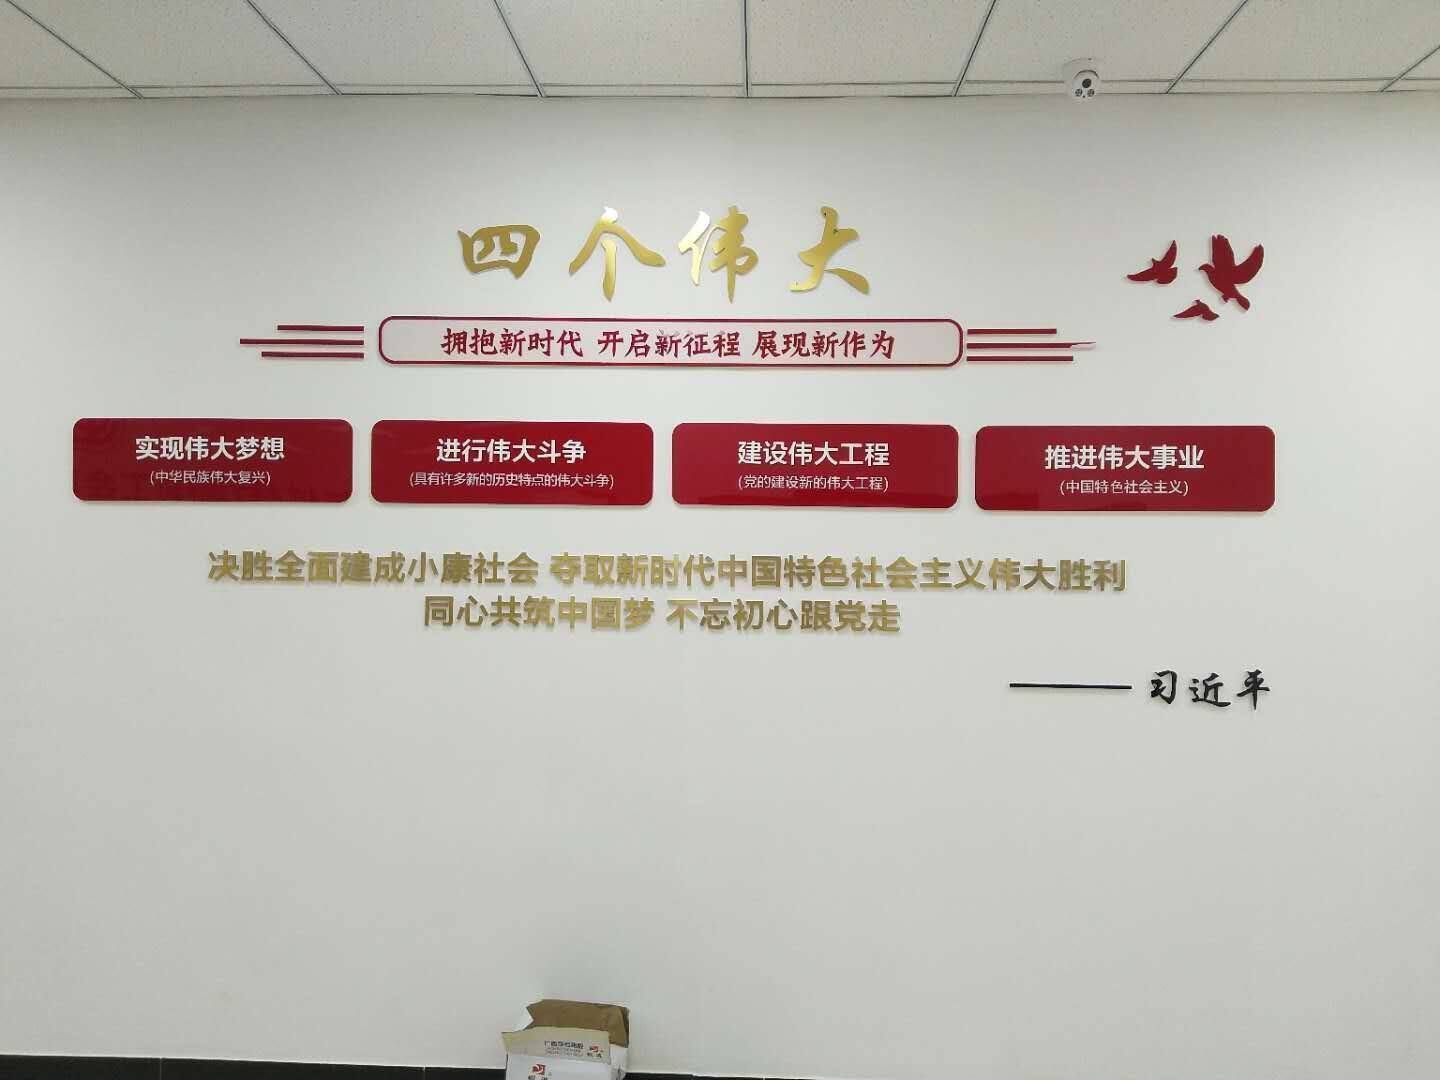 四个伟大
拥抱新时代 开启新征程 展现新作为
实现伟大梦想
(中华民族伟大复兴)
进行伟大斗争
(具有许多新的历史特点的伟大斗争)
建设伟大工程
(党的建设新的伟大工程)
推进伟大事业
(中国特色社会主义)
决胜全面建成小康社会 夺取新时代中国特色社会主义伟大胜利
同心共筑中国梦 不忘初心跟党走
—— 习近平